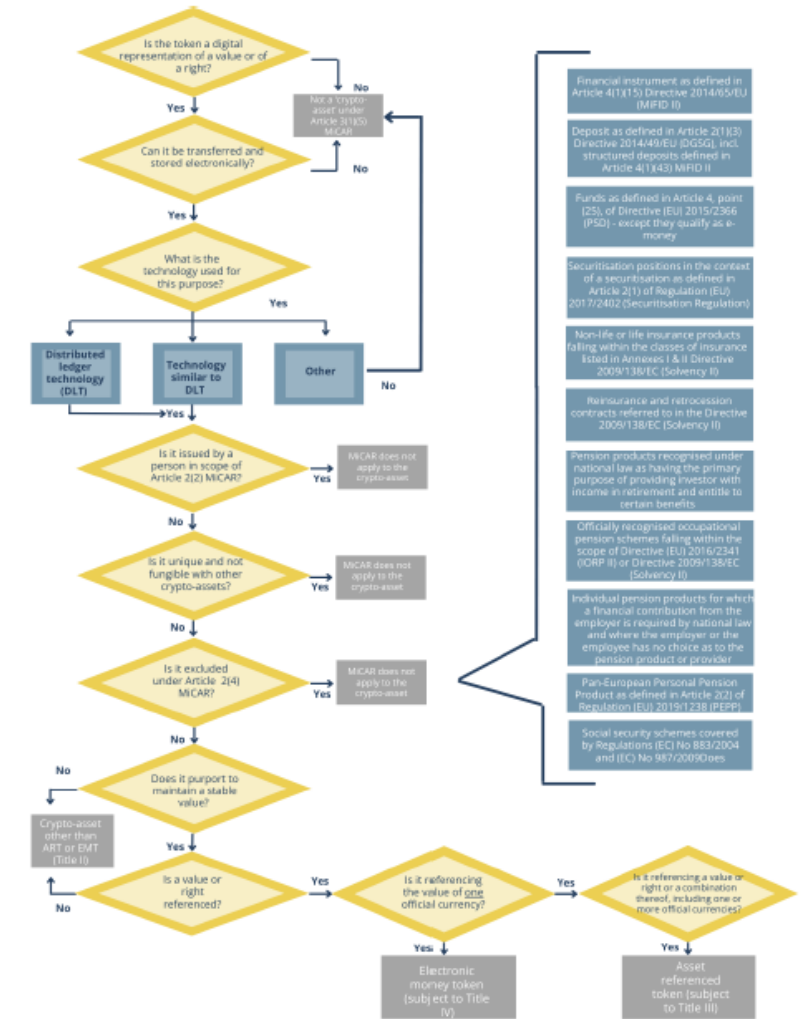 Is the token a digital
representation of a value or of
a right?
No
Yes
Not a 'crypto-
asset' under
Article 3(1)(5)
MiCAR
Can it be transferred and
stored electronically?
No
Yes
What is the
technology used for
this purpose?
Yes
Distributed
ledger
technology
(DLT)
Technology
similar to
DLT
Other
No
Yes
Is it issued by a
person in scope of
Article 2(2) MiCAR?
Yes
MiCAR does not
apply to the
crypto-asset
No
Is it unique and not
fungible with other
crypto-assets?
Yes
MiCAR does not
apply to the
crypto-asset
No
Is it excluded
under Article 2(4)
MiCAR?
Yes
MiCAR does not
apply to the
crypto-asset
No
Does it purport to
maintain a stable
value?
No
Crypto-asset
other than
ART or EMT
(Title II)
Yes
Is a value or
right
referenced?
No
Yes
Is it referencing
the value of one
official currency?
Yes
Is it referencing a value or
right or a combination
thereof, including one or
more official currencies?
Yes
Electronic
money token
(subject to Title
IV)
Yes
Asset
referenced
token (subject
to Title III)
Financial instrument as defined in
Article 4(1)(15) Directive 2014/65/EU
(MiFID II)
Deposit as defined in Article 2(1)(3)
Directive 2014/49/EU (DGSG), incl.
structured deposits defined in
Article 4(1)(43) MiFID II
Funds as defined in Article 4, point
(25), of Directive (EU) 2015/2366
(PSD) - except they qualify as e-
money
Securitisation positions in the context
of a securitisation as defined in
Article 2(1) of Regulation (EU)
2017/2402 (Securitisation Regulation)
Non-life or life insurance products
falling within the classes of insurance
listed in Annexes I & II Directive
2009/138/EC (Solvency II)
Reinsurance and retrocession
contracts referred to in the Directive
2009/138/EC (Solvency II)
Pension products recognised under
national law as having the primary
purpose of providing investor with
income in retirement and entitle to
certain benefits
Officially recognised occupational
pension schemes falling within the
scope of Directive (EU) 2016/2341
(IORP II) or Directive 2009/138/EC
(Solvency II)
Individual pension products for which
a financial contribution from the
employer is required by national law
and where the employer or the
employee has no choice as to the
pension product or provider
Pan-European Personal Pension
Product as defined in Article 2(2) of
Regulation (EU) 2019/1238 (PEPP)
Social security schemes covered
by Regulations (EC) No 883/2004
and (EC) No 987/2009Does